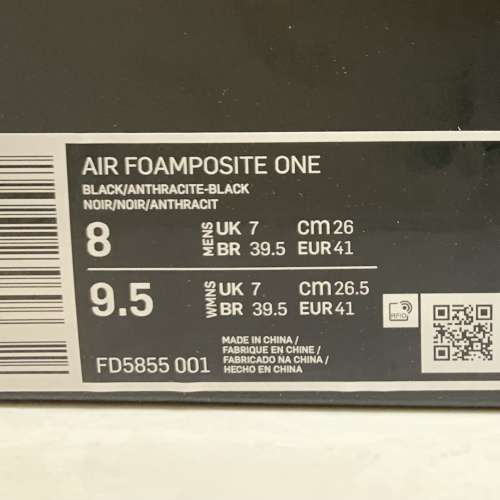 AIR FOAMPOSITE ONE
BLACK/ANTHRACITE-BLACK
NOIR/NOIR/ANTHRACIT
8 MENS UK 7 CM 26
BR 39.5 EUR 41
9.5 WMNS UK 7 CM 26.5
BR 39.5 EUR 41
RFID
MADE IN CHINA /
FABRIQUE EN CHINE /
FABRICADO NA CHINA /
HECHO EN CHINA
FD5855 001